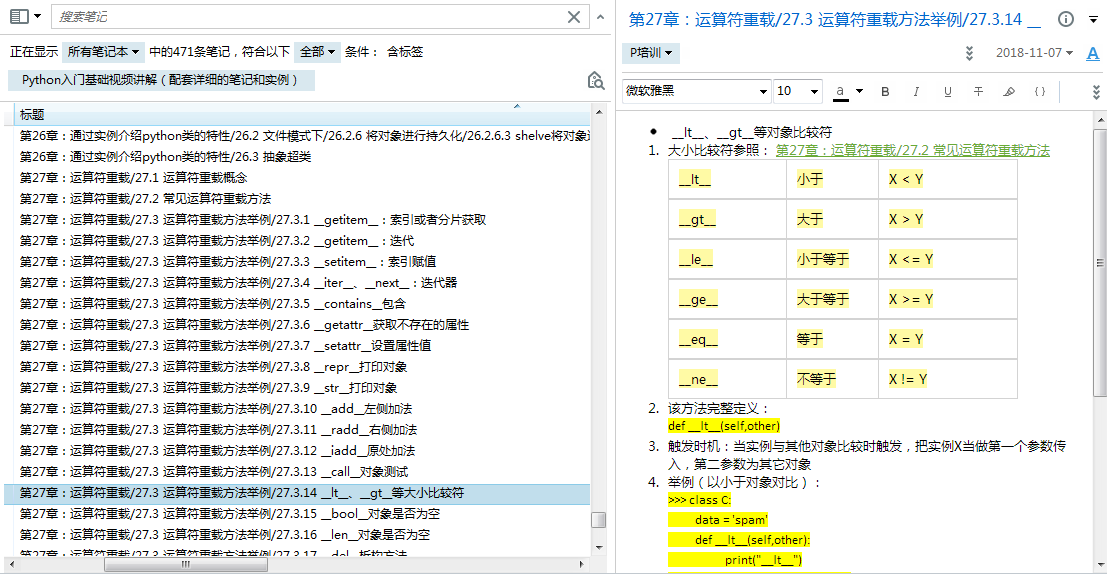 搜索笔记
正在显示 所有笔记本 中的471条笔记，符合以下 全部 条件： 含标签
Python入门基础视频讲解（配套详细的笔记和实例）
标题
第26章：通过实例介绍python类的特性/26.2 文件模式下/26.2.6 将对象进行持久化/26.2.6.3 shelve将对象
第26章：通过实例介绍python类的特性/26.3 抽象超类
第27章：运算符重载/27.1 运算符重载概念
第27章：运算符重载/27.2 常见运算符重载方法
第27章：运算符重载/27.3 运算符重载方法举例/27.3.1 __getitem__：索引或者分片获取
第27章：运算符重载/27.3 运算符重载方法举例/27.3.2 __getitem__：迭代
第27章：运算符重载/27.3 运算符重载方法举例/27.3.3 __setitem__：索引赋值
第27章：运算符重载/27.3 运算符重载方法举例/27.3.4 __iter__、__next__：迭代器
第27章：运算符重载/27.3 运算符重载方法举例/27.3.5 __contains__包含
第27章：运算符重载/27.3 运算符重载方法举例/27.3.6 __getattr__获取不存在的属性
第27章：运算符重载/27.3 运算符重载方法举例/27.3.7 __setattr__设置属性值
第27章：运算符重载/27.3 运算符重载方法举例/27.3.8 __repr__打印对象
第27章：运算符重载/27.3 运算符重载方法举例/27.3.9 __str__打印对象
第27章：运算符重载/27.3 运算符重载方法举例/27.3.10 __add__左侧加法
第27章：运算符重载/27.3 运算符重载方法举例/27.3.11 __radd__右侧加法
第27章：运算符重载/27.3 运算符重载方法举例/27.3.12 __iadd__原处加法
第27章：运算符重载/27.3 运算符重载方法举例/27.3.13 __call__对象测试
第27章：运算符重载/27.3 运算符重载方法举例/27.3.14 __lt__、__gt__等大小比较符
第27章：运算符重载/27.3 运算符重载方法举例/27.3.15 __bool__对象是否为空
第27章：运算符重载/27.3 运算符重载方法举例/27.3.16 __len__对象是否为空
第27章：运算符重载/27.3 运算符重载方法举例/27.3.17 __del__析构方法
第27章：运算符重载/27.3 运算符重载方法举例/27.3.14 __
P培训
2018-11-07 A
微软雅黑 10 a B I U T { }
● __lt__、__gt__等对象比较符
1. 大小比较符参照： 第27章：运算符重载/27.2 常见运算符重载方法
__lt__ 小于 X < Y
__gt__ 大于 X > Y
__le__ 小于等于 X <= Y
__ge__ 大于等于 X >= Y
__eq__ 等于 X = Y
__ne__ 不等于 X != Y
2. 该方法完整定义：
def __lt__(self,other)
3. 触发时机：当实例与其他对象比较时触发，把实例X当做第一个参数传
入，第二参数为其它对象
4. 举例（以小于对象对比）：
>>> class C:
data = 'spam'
def __lt__(self,other):
print("__lt__")